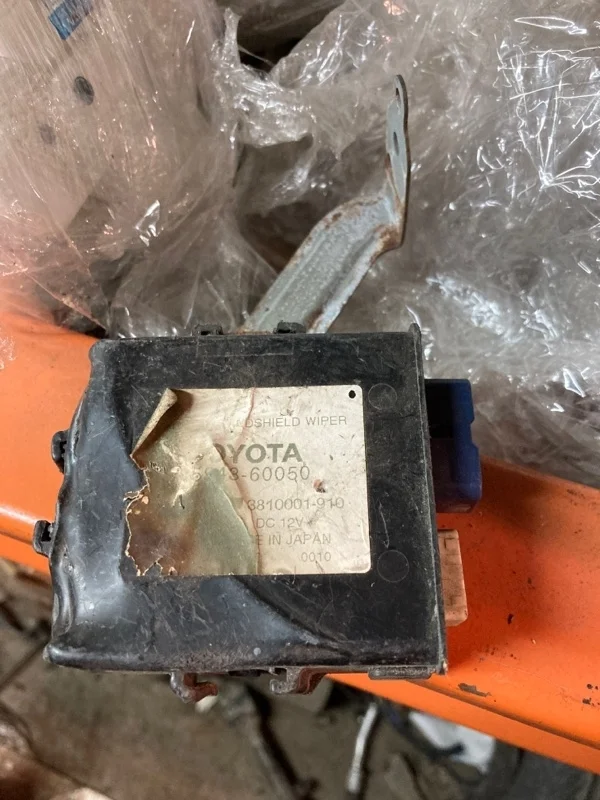 DSHIELD WIPER
OYOTA
3-60050
3810001-910
DC 12V
E IN JAPAN
0010